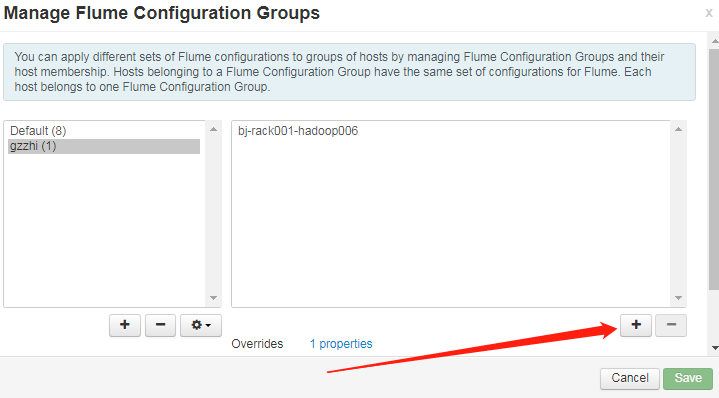 Manage Flume Configuration Groups
x
You can apply different sets of Flume configurations to groups of hosts by managing Flume Configuration Groups and their
host membership. Hosts belonging to a Flume Configuration Group have the same set of configurations for Flume. Each
host belongs to one Flume Configuration Group.
Default (8)
gzzhi (1)
bj-rack001-hadoop006
Overrides
1 properties
Cancel
Save